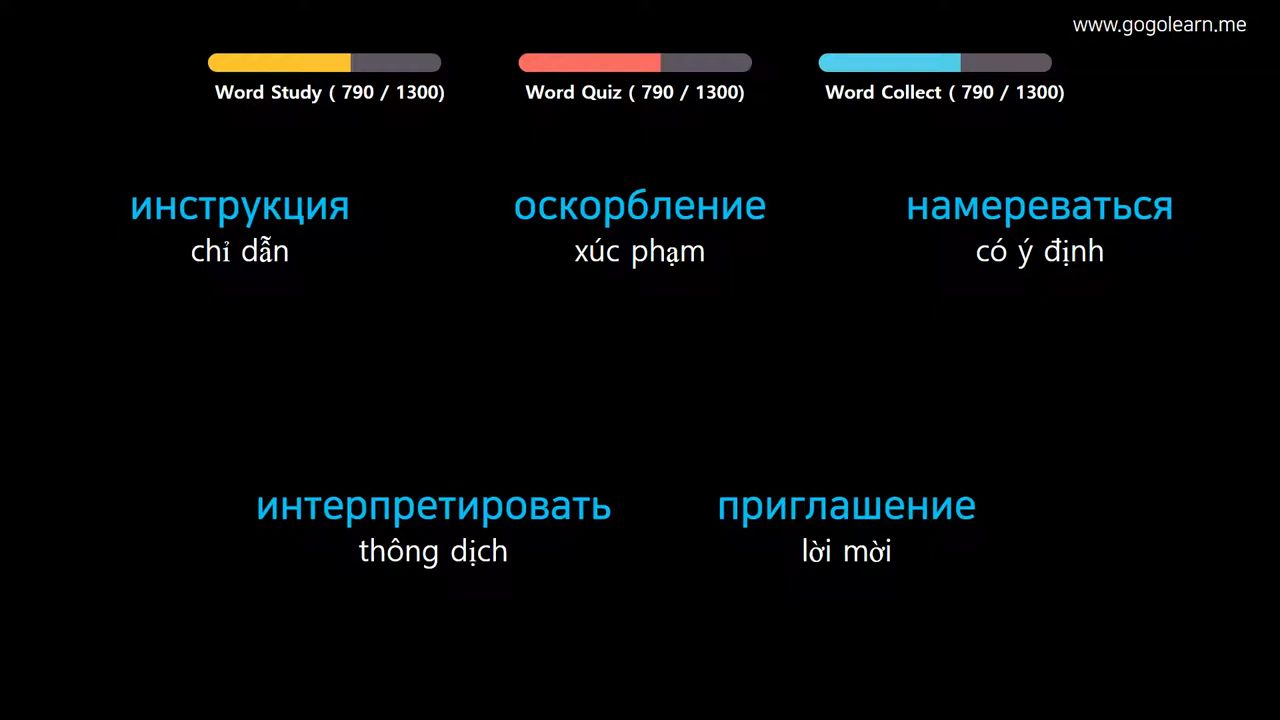 www.gogolearn.me
Word Study ( 790 / 1300)
Word Quiz ( 790 / 1300)
Word Collect ( 790 / 1300)
инструкция
chỉ dẫn
оскорбление
xúc phạm
намереваться
có ý định
интерпретировать
thông dịch
приглашение
lời mời